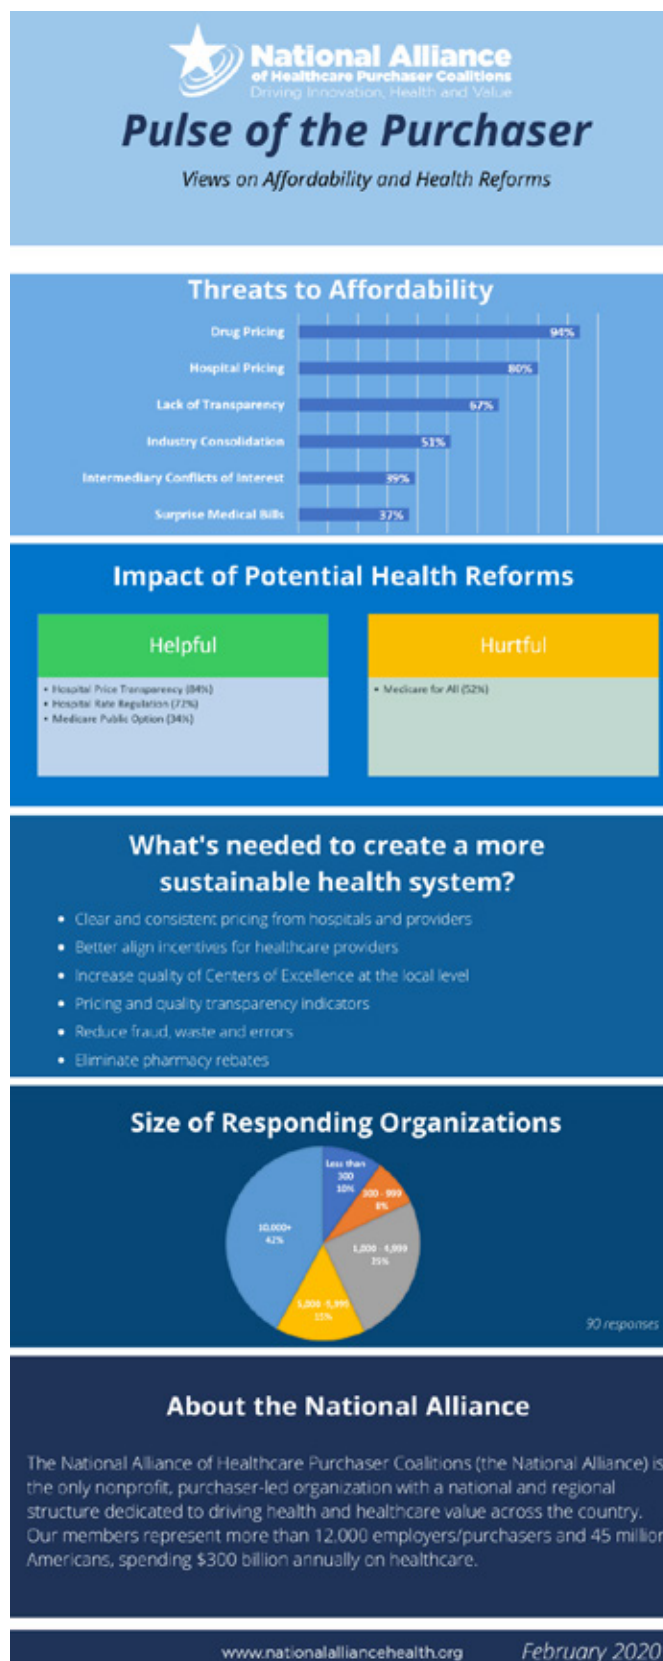 National Alliance
of Healthcare Purchaser Coalitions
Driving Innovation, Health and Value
Pulse of the Purchaser
Views on Affordability and Health Reforms
Threats to Affordability
Drug Pricing 94%
Hospital Pricing 80%
Lack of Transparency 67%
Industry Consolidation 51%
Intermediary Conflicts of Interest 39%
Surprise Medical Bills 37%
Impact of Potential Health Reforms
Helpful
• Hospital Price Transparency (84%)
• Hospital Rate Regulation (72%)
• Medicare Public Option (34%)
Hurtful
• Medicare for All (52%)
What's needed to create a more
sustainable health system?
• Clear and consistent pricing from hospitals and providers
• Better align incentives for healthcare providers
• Increase quality of Centers of Excellence at the local level
• Pricing and quality transparency indicators
• Reduce fraud, waste and errors
• Eliminate pharmacy rebates
Size of Responding Organizations
Less than
300
10%
300 - 999
8%
1,000 - 4,999
25%
5,000 -9,999
15%
10,000+
42%
90 responses
About the National Alliance
The National Alliance of Healthcare Purchaser Coalitions (the National Alliance) is
the only nonprofit, purchaser-led organization with a national and regional
structure dedicated to driving health and healthcare value across the country.
Our members represent more than 12,000 employers/purchasers and 45 million
Americans, spending $300 billion annually on healthcare.
www.nationalalliancehealth.org
February 2020